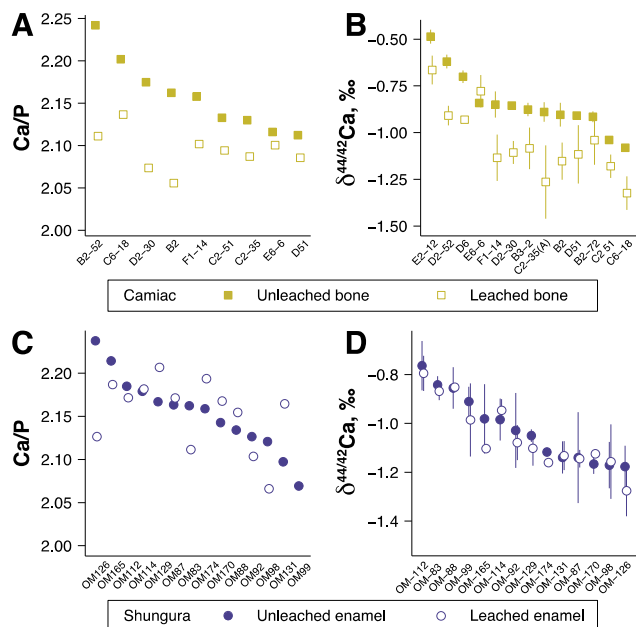 A
Ca/P
2.25
2.20
2.15
2.10
2.05
2.00
B2−52
C6−18
D2−30
B2
F1−14
C2−51
C2−35
E6−6
D51
B
δ44/42Ca, ‰
−0.50
−0.75
−1.00
−1.25
−1.50
E2−12
D2−52
D6
E6−6
F1−14
D2−30
B3−2
C2−35(A)
B2
D51
B2−72
C2 51
C6−18
Camiac Unleached bone Leached bone
C
Ca/P
2.20
2.15
2.10
2.05
2.00
OM126
OM165
OM112
OM114
OM129
OM87
OM83
OM174
OM170
OM88
OM92
OM98
OM131
OM99
D
δ44/42Ca, ‰
−0.8
−1.0
−1.2
−1.4
OM−112
OM−83
OM−88
OM−99
OM−165
OM−114
OM−92
OM−129
OM−174
OM−131
OM−87
OM−170
OM−98
OM−126
Shungura Unleached enamel Leached enamel